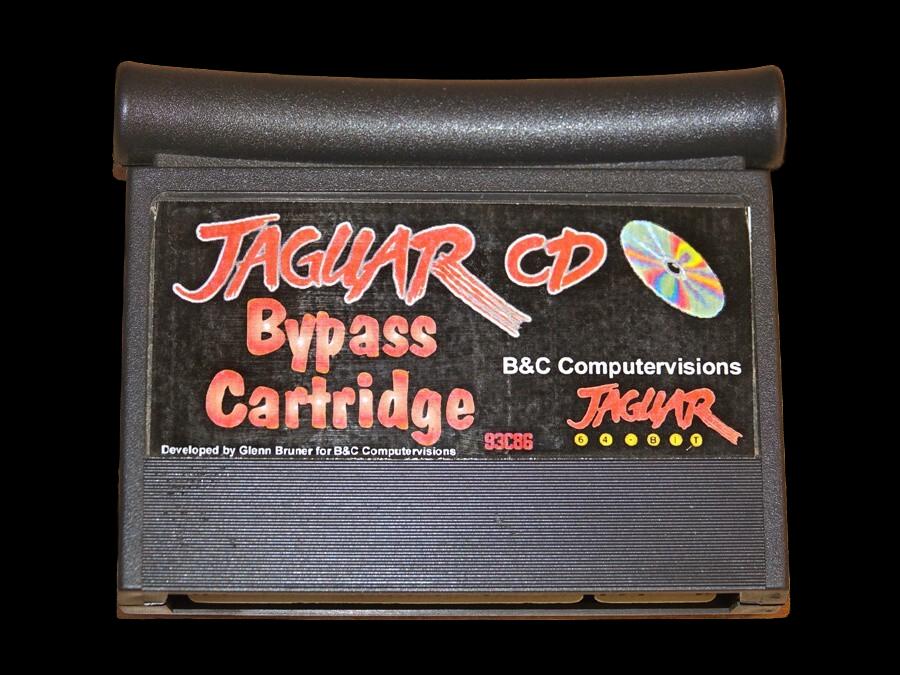 JAGUAR CD
Bypass
Cartridge
B&C Computervisions
JAGUAR
64-BIT
93C86
Developed by Glenn Bruner for B&C Computervisions